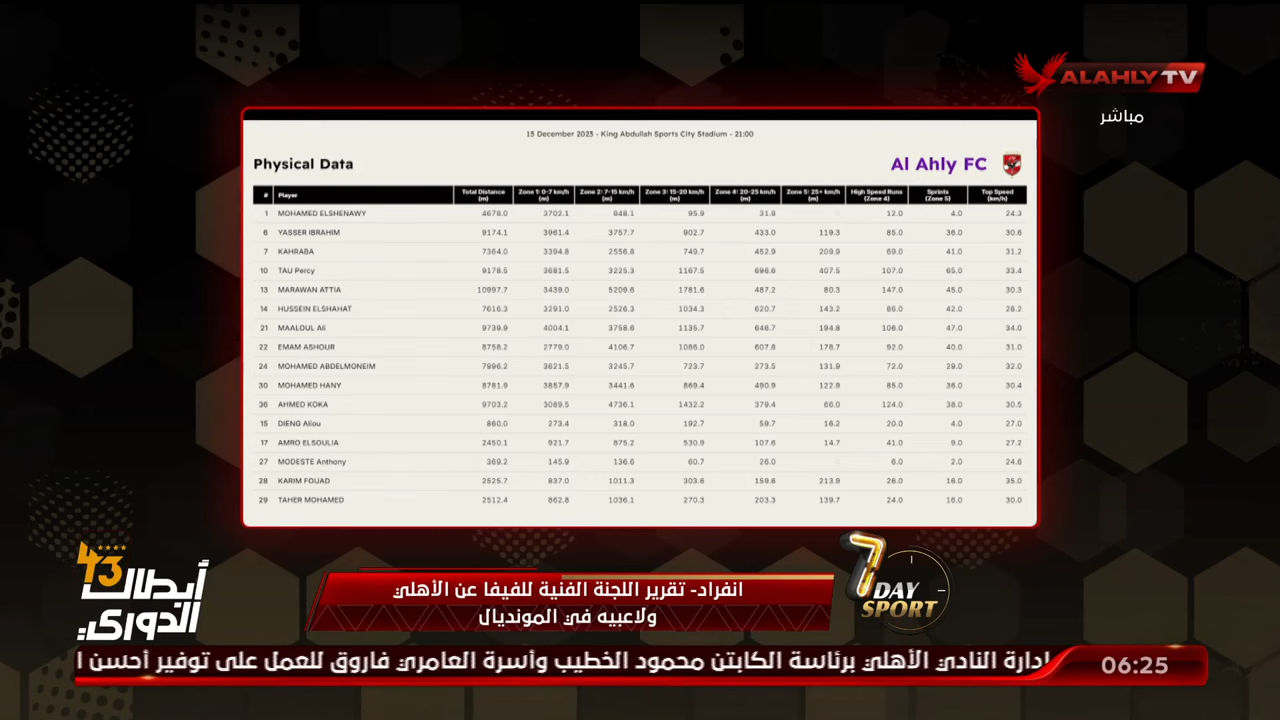 ALAHLY TV
مباشر
15 December 2023 - King Abdullah Sports City Stadium - 21:00
Physical Data
Al Ahly FC
# Player Total Distance (m) Zone 1: 0-7 km/h (m) Zone 2: 7-15 km/h (m) Zone 3: 15-20 km/h (m) Zone 4: 20-25 km/h (m) Zone 5: 25+ km/h (m) High Speed Runs (Zone 4) Sprints (Zone 5) Top Speed (km/h)
1 MOHAMED ELSHENAWY 4678.0 3702.1 848.1 95.9 31.8 12.0 4.0 24.3
6 YASSER IBRAHIM 9174.1 3961.4 3757.7 902.7 433.0 119.3 85.0 36.0 30.6
7 KAHRABA 7364.0 3394.8 2556.8 749.7 452.9 209.9 69.0 41.0 31.2
10 TAU Percy 9178.5 3681.5 3225.3 1167.5 696.6 407.5 107.0 65.0 33.4
13 MARAWAN ATTIA 10997.7 3439.0 5209.6 1781.6 487.2 80.3 147.0 45.0 30.3
14 HUSSEIN ELSHAHAT 7616.3 3291.0 2526.3 1034.3 620.7 143.2 86.0 42.0 28.2
21 MAALOUL Ali 9739.9 4004.1 3758.6 1135.7 646.7 194.8 106.0 47.0 34.0
22 EMAM ASHOUR 8758.2 2779.0 4106.7 1086.0 607.8 178.7 92.0 40.0 31.0
24 MOHAMED ABDELMONEIM 7996.2 3621.5 3245.7 723.7 273.5 131.9 72.0 29.0 32.0
30 MOHAMED HANY 8781.9 3857.9 3441.6 869.4 490.9 122.9 85.0 36.0 30.4
36 AHMED KOKA 9703.2 3089.5 4736.1 1432.2 379.4 66.0 124.0 38.0 30.5
15 DIENG Aliou 860.0 273.4 318.0 192.7 59.7 16.2 20.0 4.0 27.0
17 AMRO ELSOULIA 2450.1 921.7 875.2 530.9 107.6 14.7 41.0 9.0 27.2
27 MODESTE Anthony 369.2 145.9 136.6 60.7 26.0 6.0 2.0 24.6
28 KARIM FOUAD 2525.7 837.0 1011.3 303.6 159.6 213.9 26.0 16.0 35.0
29 TAHER MOHAMED 2512.4 862.8 1036.1 270.3 203.3 139.7 24.0 16.0 30.0
43
أبطال
الدوري
انفراد- تقرير اللجنة الفنية للفيفا عن الأهلي
ولاعبيه في المونديال
7
DAY
SPORT
إدارة النادي الأهلي برئاسة الكابتن محمود الخطيب وأسرة العامري فاروق للعمل على توفير أحسن ا
06:25